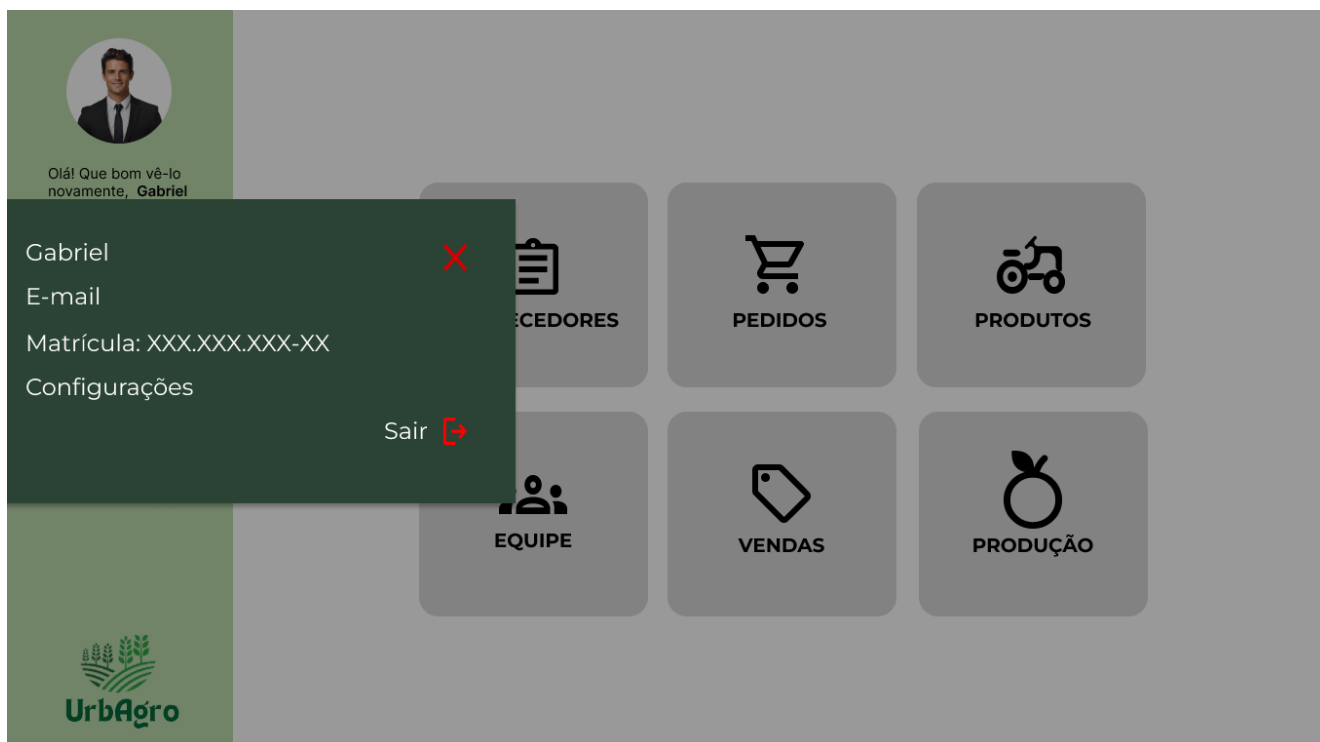 Olá! Que bom vê-lo
novamente, Gabriel
Gabriel
E-mail
Matrícula: XXX.XXX.XXX-XX
Configurações
Sair
ECEDORES
PEDIDOS
PRODUTOS
EQUIPE
VENDAS
PRODUÇÃO
UrbAgro